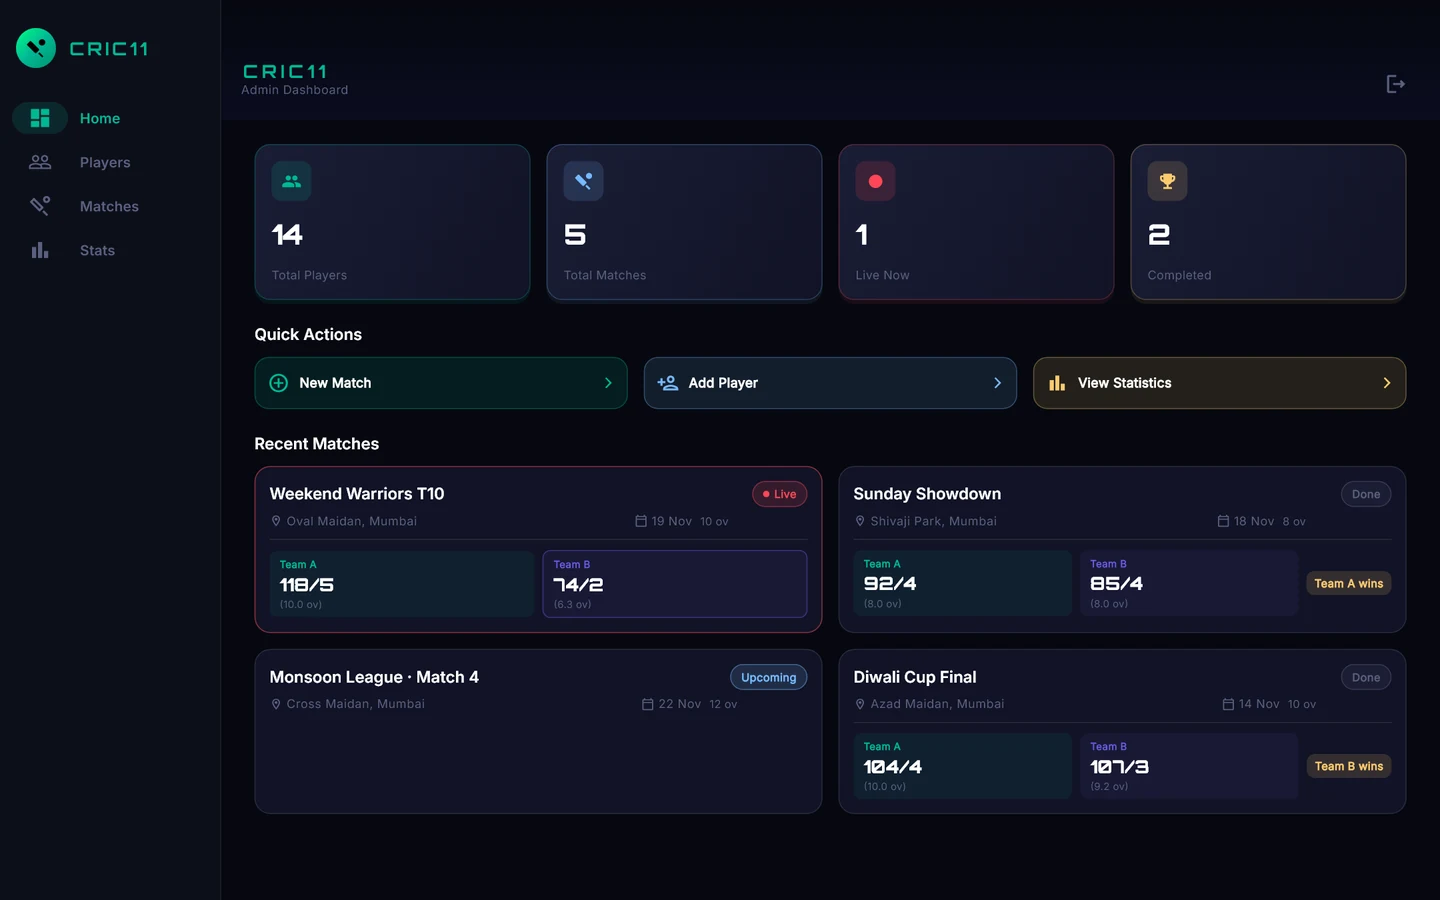 CRIC11
Home
Players
Matches
Stats
CRIC11
Admin Dashboard
14
Total Players
5
Total Matches
1
Live Now
2
Completed
Quick Actions
New Match
Add Player
View Statistics
Recent Matches
Weekend Warriors T10
Live
Oval Maidan, Mumbai
19 Nov 10 ov
Team A
118/5
(10.0 ov)
Team B
74/2
(6.3 ov)
Sunday Showdown
Done
Shivaji Park, Mumbai
18 Nov 8 ov
Team A
92/4
(8.0 ov)
Team B
85/4
(8.0 ov)
Team A wins
Monsoon League · Match 4
Upcoming
Cross Maidan, Mumbai
22 Nov 12 ov
Diwali Cup Final
Done
Azad Maidan, Mumbai
14 Nov 10 ov
Team A
104/4
(10.0 ov)
Team B
107/3
(9.2 ov)
Team B wins